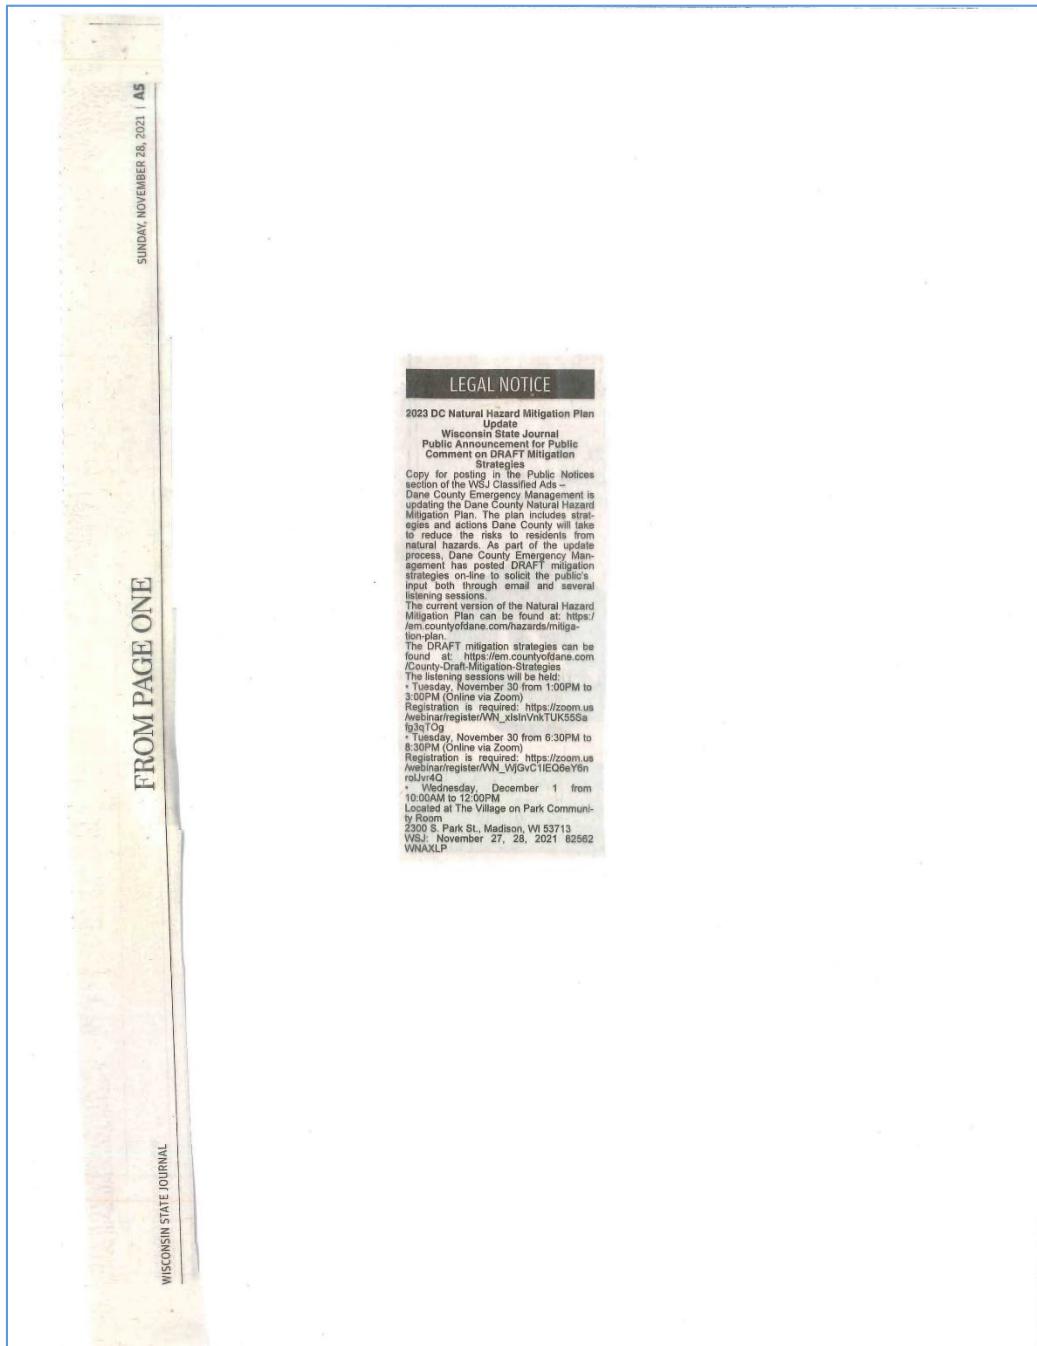 SUNDAY, NOVEMBER 28, 2021 | A5
FROM PAGE ONE
WISCONSIN STATE JOURNAL
LEGAL NOTICE
2023 DC Natural Hazard Mitigation Plan
Update
Wisconsin State Journal
Public Announcement for Public
Comment on DRAFT Mitigation
Strategies
Copy for posting in the Public Notices
section of the WSJ Classified Ads –
Dane County Emergency Management is
updating the Dane County Natural Hazard
Mitigation Plan. The plan includes strat-
egies and actions Dane County will take
to reduce the risks to residents from
natural hazards. As part of the update
process, Dane County Emergency Man-
agement has posted DRAFT mitigation
strategies on-line to solicit the public's
input both through email and several
listening sessions.
The current version of the Natural Hazard
Mitigation Plan can be found at: https:/
/em.countyofdane.com/hazards/mitiga-
tion-plan.
The DRAFT mitigation strategies can be
found at: https://em.countyofdane.com
/County-Draft-Mitigation-Strategies
The listening sessions will be held:
• Tuesday, November 30 from 1:00PM to
3:00PM (Online via Zoom)
Registration is required: https://zoom.us
/webinar/register/WN_xIsInVnkTUK55Sa
fg3qTOg
• Tuesday, November 30 from 6:30PM to
8:30PM (Online via Zoom)
Registration is required: https://zoom.us
/webinar/register/WN_WjGvC1IEQ6eY6n
rolJvr4Q
• Wednesday, December 1 from
10:00AM to 12:00PM
Located at The Village on Park Communi-
ty Room
2300 S. Park St., Madison, WI 53713
WSJ: November 27, 28, 2021 82562
WNAXLP